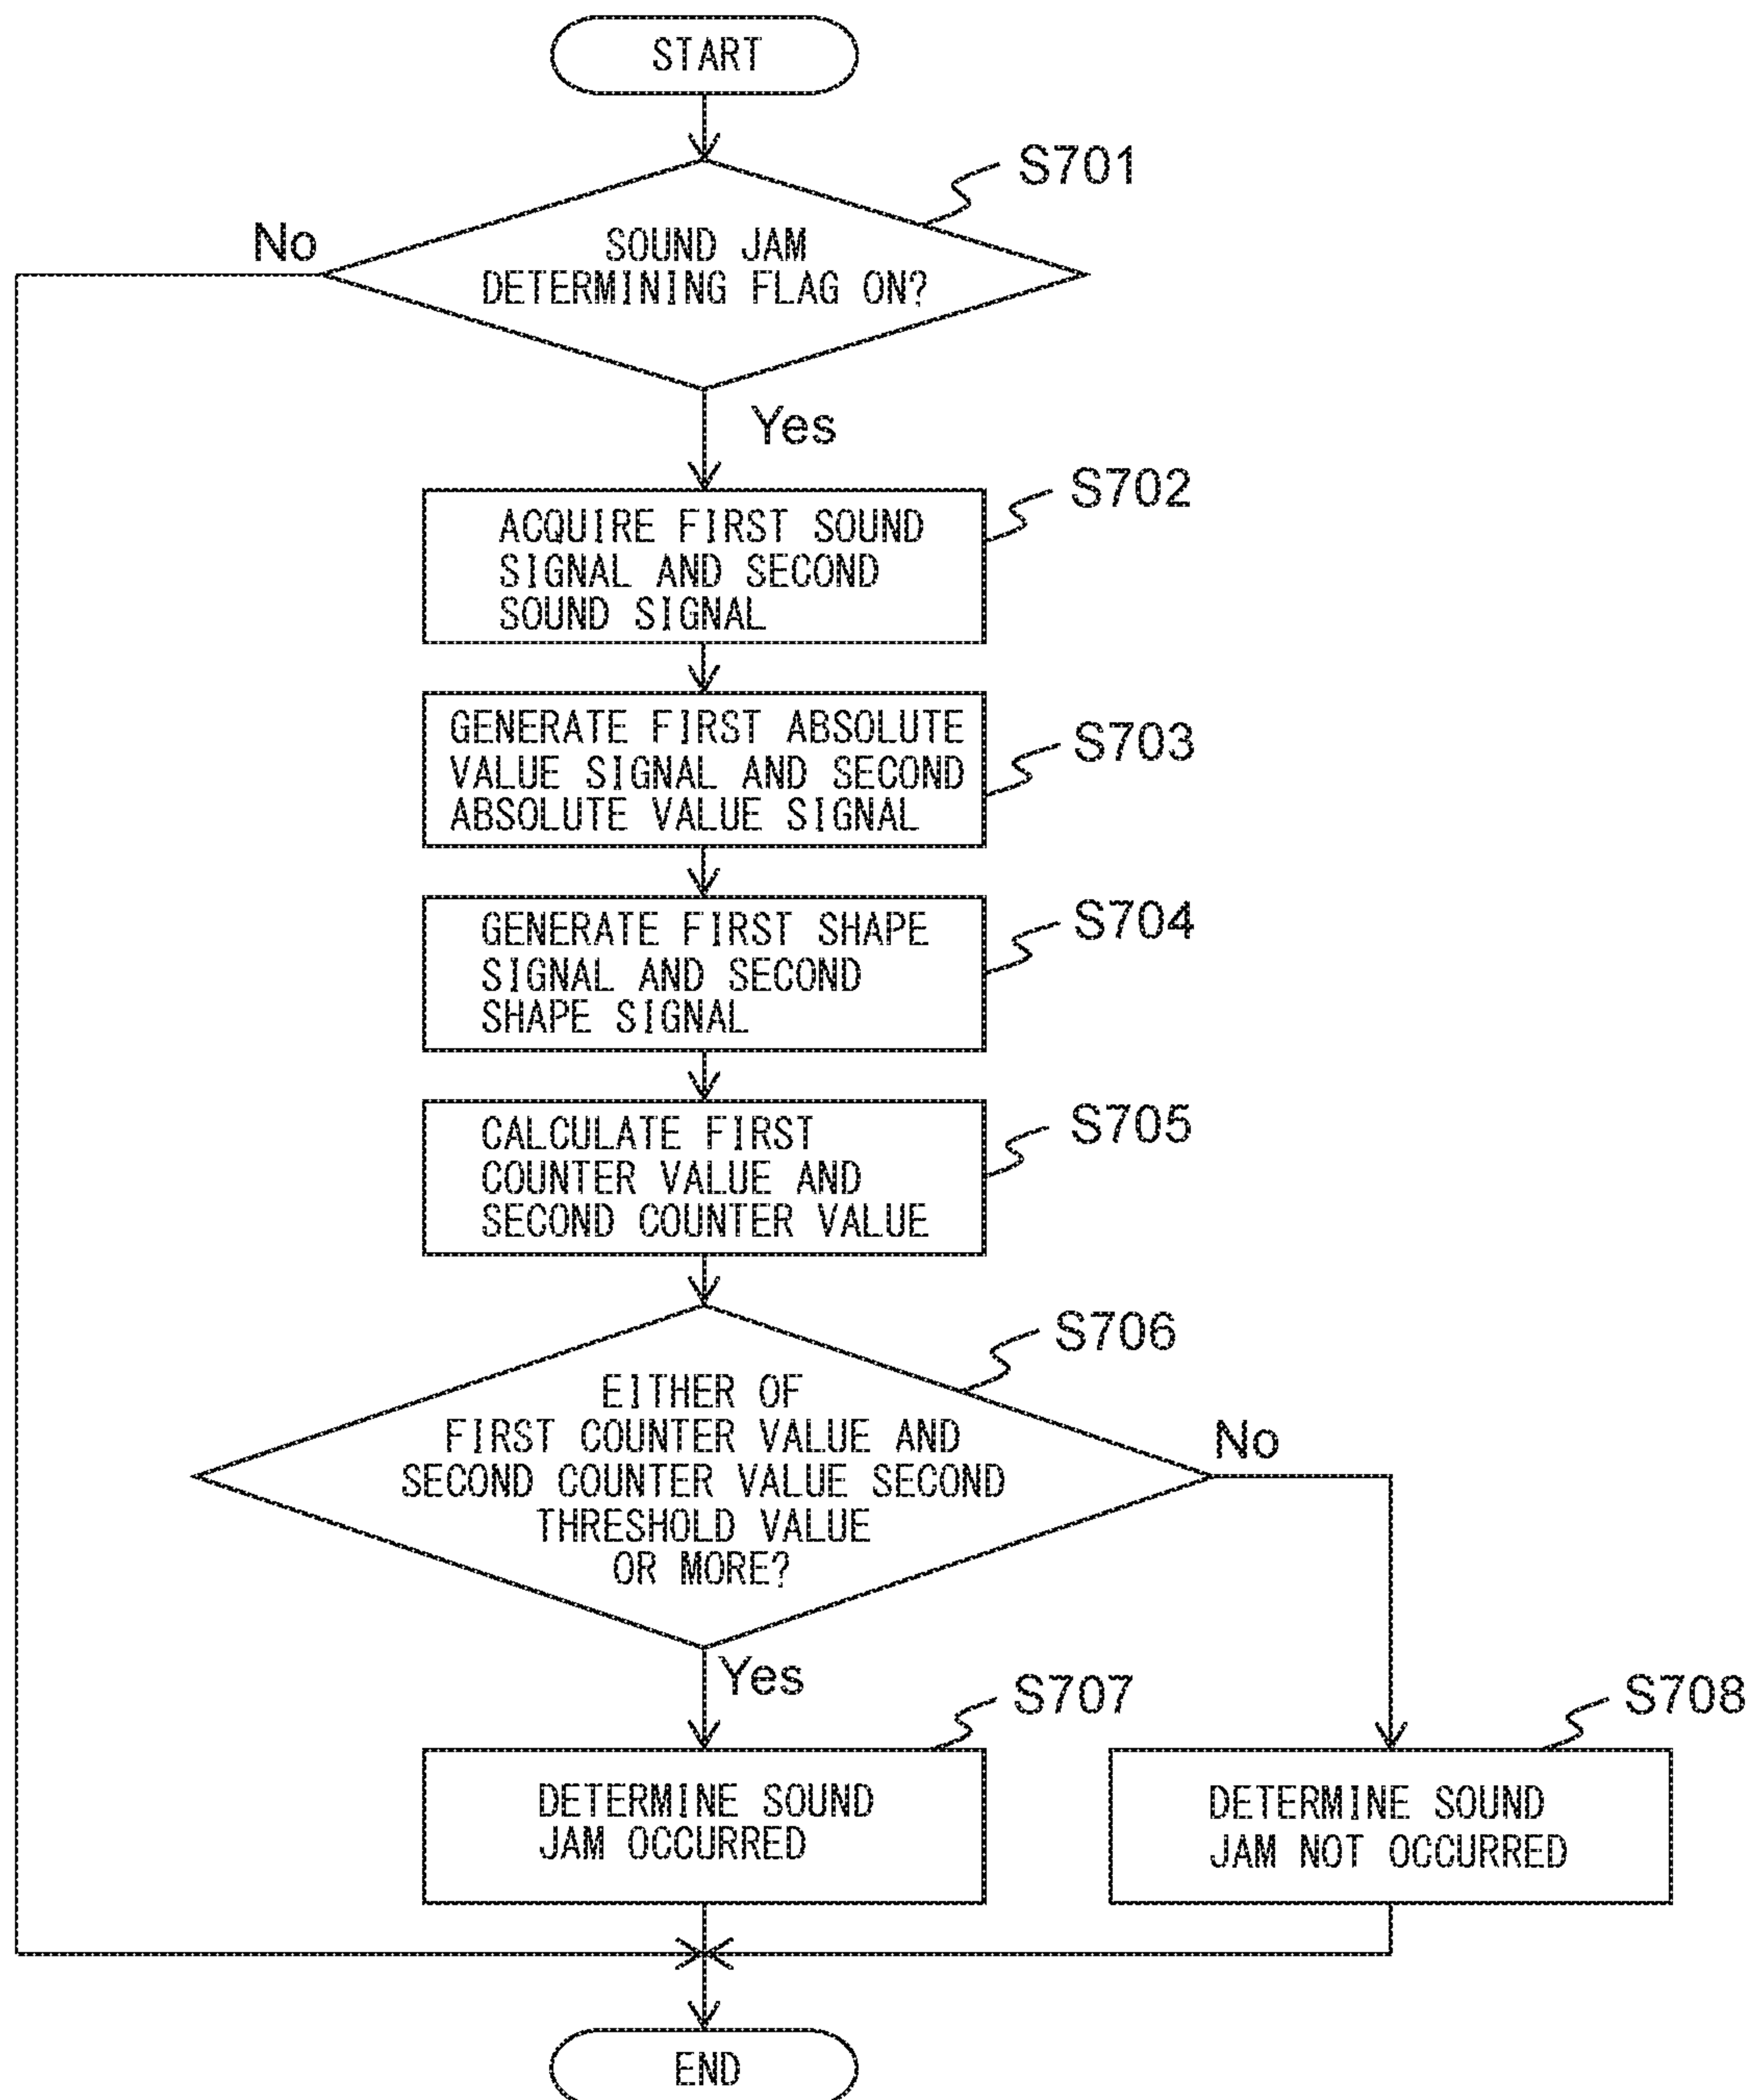 START
S701
No
SOUND JAM
DETERMINING FLAG ON?
Yes
S702
ACQUIRE FIRST SOUND
SIGNAL AND SECOND
SOUND SIGNAL
S703
GENERATE FIRST ABSOLUTE
VALUE SIGNAL AND SECOND
ABSOLUTE VALUE SIGNAL
S704
GENERATE FIRST SHAPE
SIGNAL AND SECOND
SHAPE SIGNAL
S705
CALCULATE FIRST
COUNTER VALUE AND
SECOND COUNTER VALUE
S706
EITHER OF
FIRST COUNTER VALUE AND
SECOND COUNTER VALUE SECOND
THRESHOLD VALUE
OR MORE?
No
Yes
S707
S708
DETERMINE SOUND
JAM OCCURRED
DETERMINE SOUND
JAM NOT OCCURRED
END